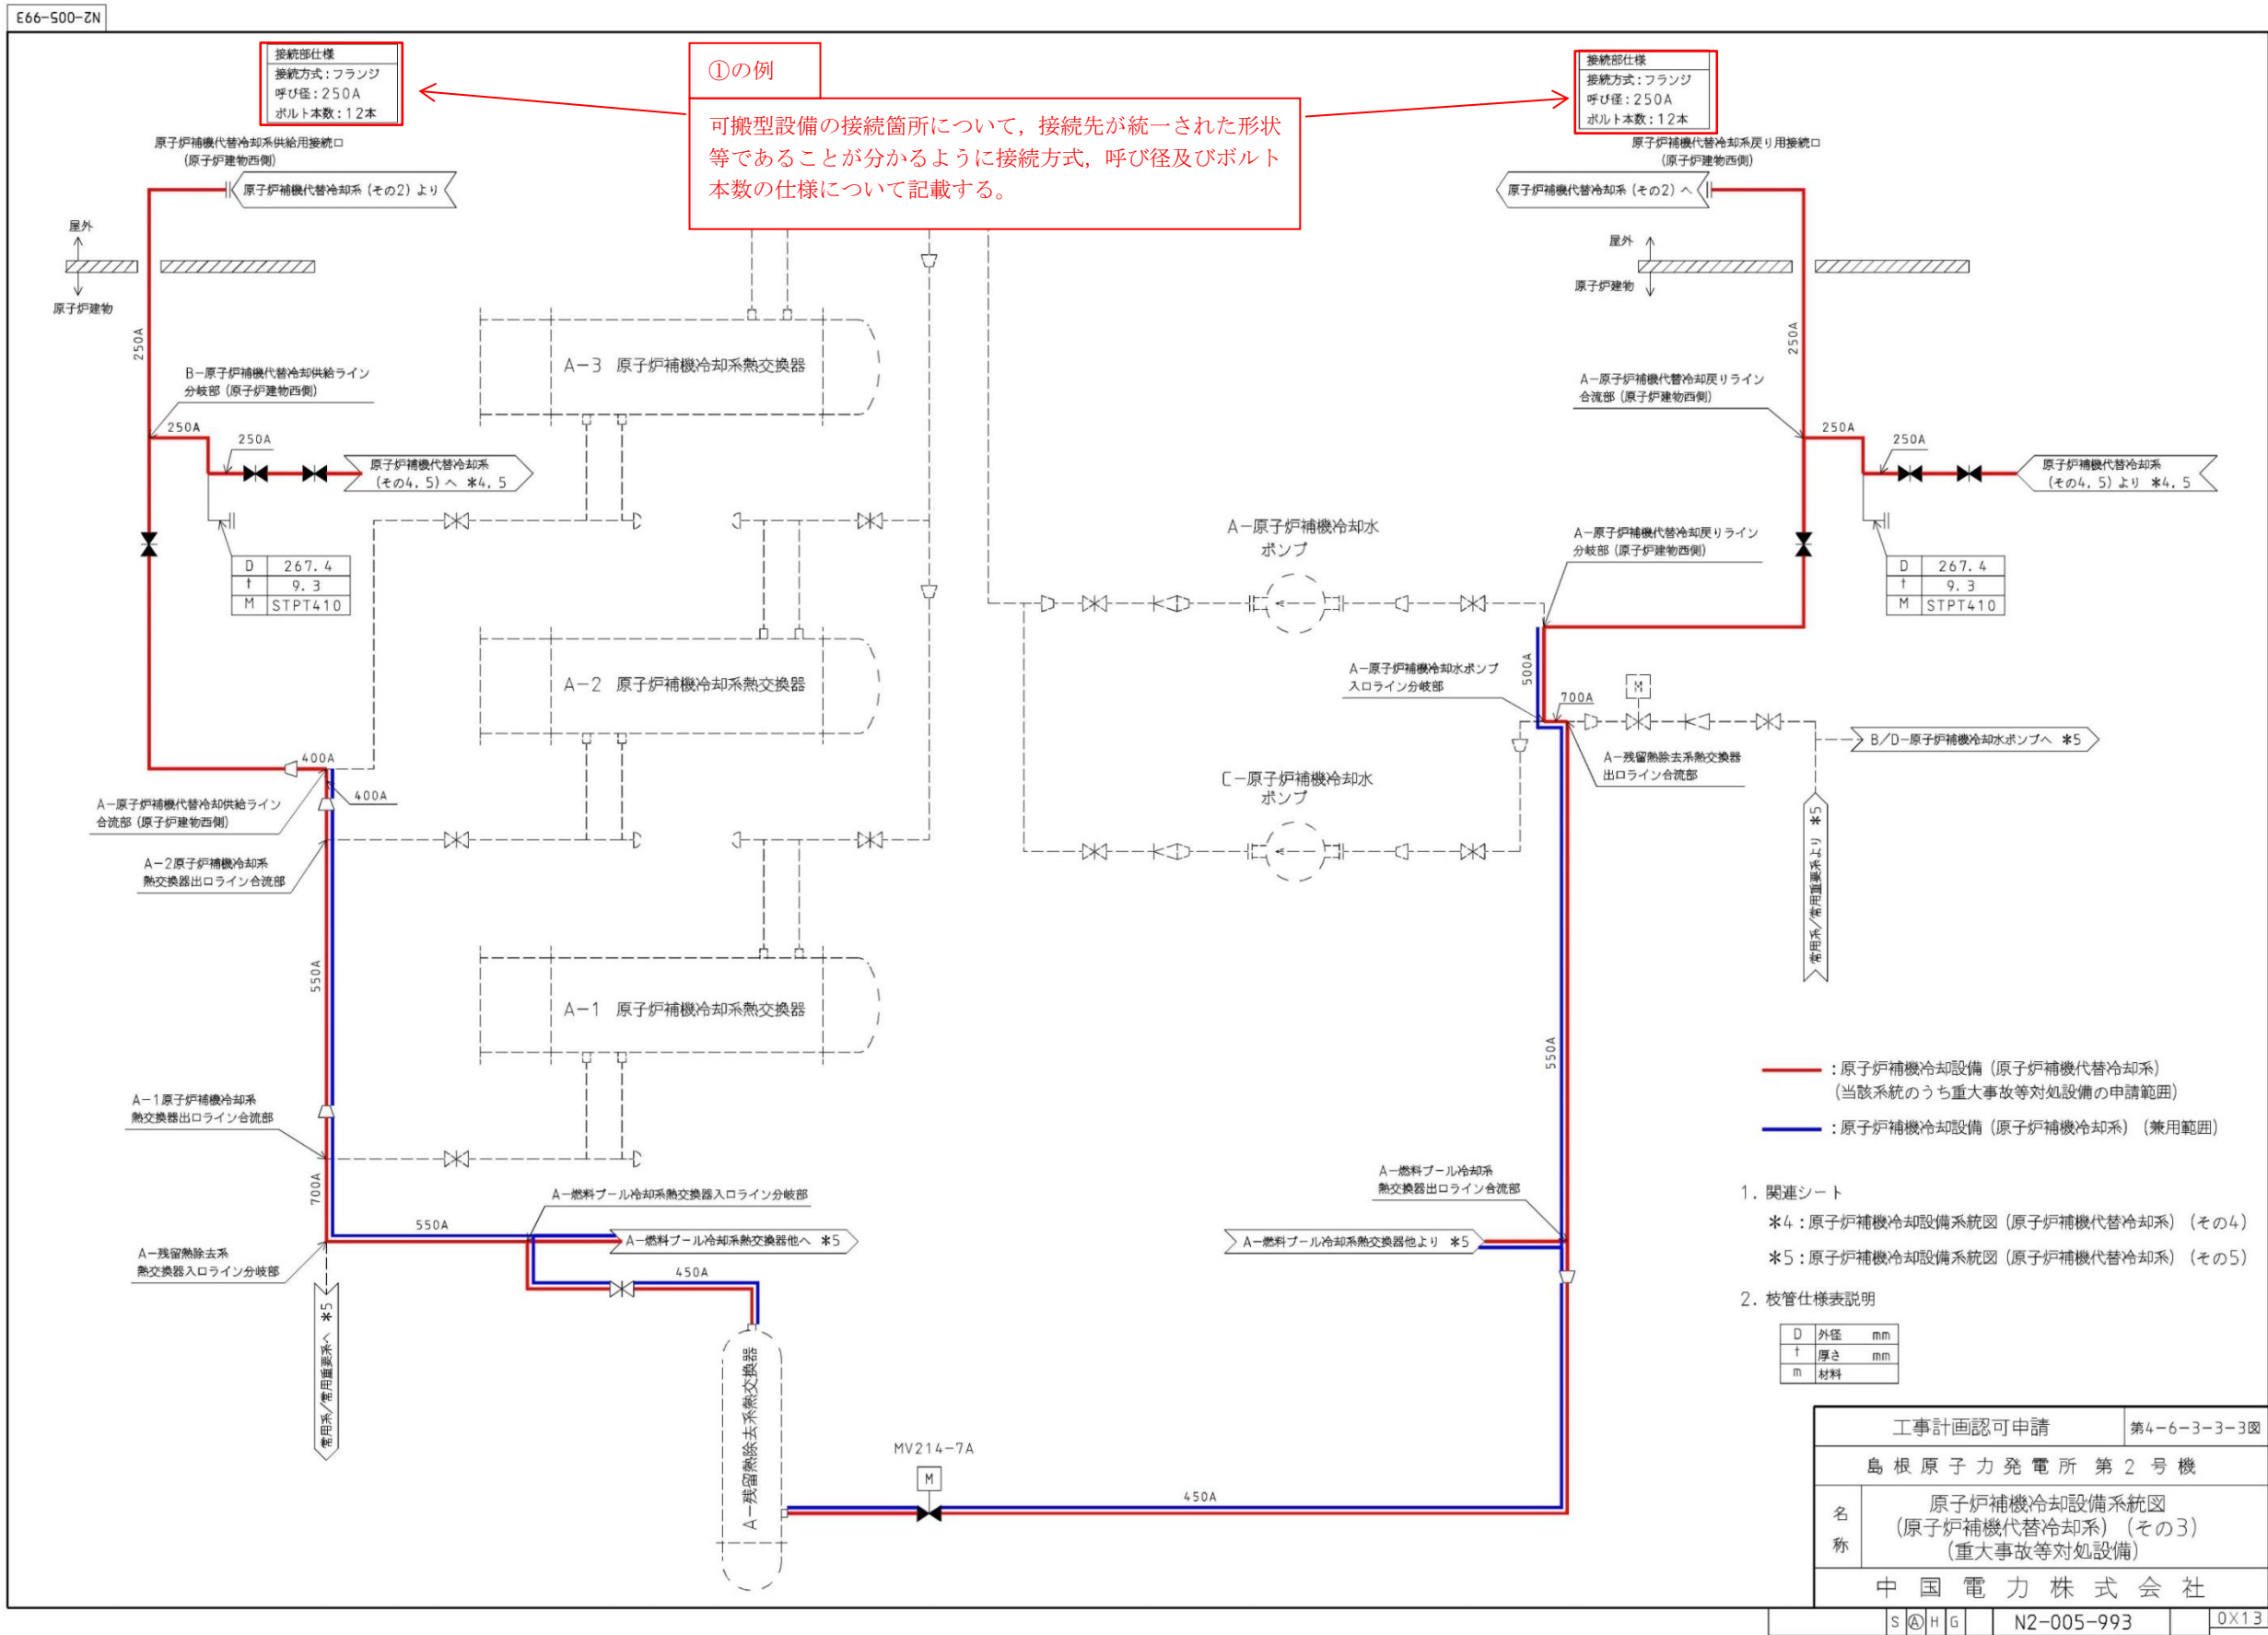 N2-005-993
接続部仕様
接続方式：フランジ
呼び径：250A
ボルト本数：12本
①の例
可搬型設備の接続箇所について，接続先が統一された形状
等であることが分かるように接続方式，呼び径及びボルト
本数の仕様について記載する。
接続部仕様
接続方式：フランジ
呼び径：250A
ボルト本数：12本
原子炉補機代替冷却系供給用接続口
(原子炉建物西側)
原子炉補機代替冷却系 (その2) より
屋外
原子炉建物
250A
B－原子炉補機代替冷却供給ライン
分岐部 (原子炉建物西側)
250A
250A
原子炉補機代替冷却系
(その4, 5) へ ＊4, 5
D 267.4
t 9.3
M STPT410
400A
400A
A－原子炉補機代替冷却供給ライン
合流部 (原子炉建物西側)
A－2原子炉補機冷却系
熱交換器出口ライン合流部
550A
A－1原子炉補機冷却系
熱交換器出口ライン合流部
700A
A－残留熱除去系
熱交換器入口ライン分岐部
常用系／常用重要系へ ＊5
550A
A－燃料プール冷却系熱交換器入口ライン分岐部
A－燃料プール冷却系熱交換器他へ ＊5
450A
A－残留熱除去系熱交換器
MV214-7A
M
450A
A－3 原子炉補機冷却系熱交換器
A－2 原子炉補機冷却系熱交換器
A－1 原子炉補機冷却系熱交換器
A－原子炉補機冷却水
ポンプ
C－原子炉補機冷却水
ポンプ
原子炉補機代替冷却系戻り用接続口
(原子炉建物西側)
原子炉補機代替冷却系 (その2) へ
屋外
原子炉建物
250A
A－原子炉補機代替冷却戻りライン
合流部 (原子炉建物西側)
250A
250A
原子炉補機代替冷却系
(その4, 5) より ＊4, 5
A－原子炉補機代替冷却戻りライン
分岐部 (原子炉建物西側)
D 267.4
t 9.3
M STPT410
A－原子炉補機冷却水ポンプ
入口ライン分岐部
500A
700A
M
B／D－原子炉補機冷却水ポンプへ ＊5
A－残留熱除去系熱交換器
出口ライン合流部
常用系／常用重要系より ＊5
550A
A－燃料プール冷却系
熱交換器出口ライン合流部
A－燃料プール冷却系熱交換器他より ＊5
：原子炉補機冷却設備 (原子炉補機代替冷却系)
(当該系統のうち重大事故等対処設備の申請範囲)
：原子炉補機冷却設備 (原子炉補機冷却系) (兼用範囲)
1. 関連シート
＊4：原子炉補機冷却設備系統図 (原子炉補機代替冷却系) (その4)
＊5：原子炉補機冷却設備系統図 (原子炉補機代替冷却系) (その5)
2. 枝管仕様表説明
D 外径 mm
t 厚さ mm
m 材料
工事計画認可申請 第4-6-3-3-3図
島根原子力発電所 第2号機
名称
原子炉補機冷却設備系統図
(原子炉補機代替冷却系) (その3)
(重大事故等対処設備)
中国電力株式会社
S Ⓐ H G N2-005-993 0X13